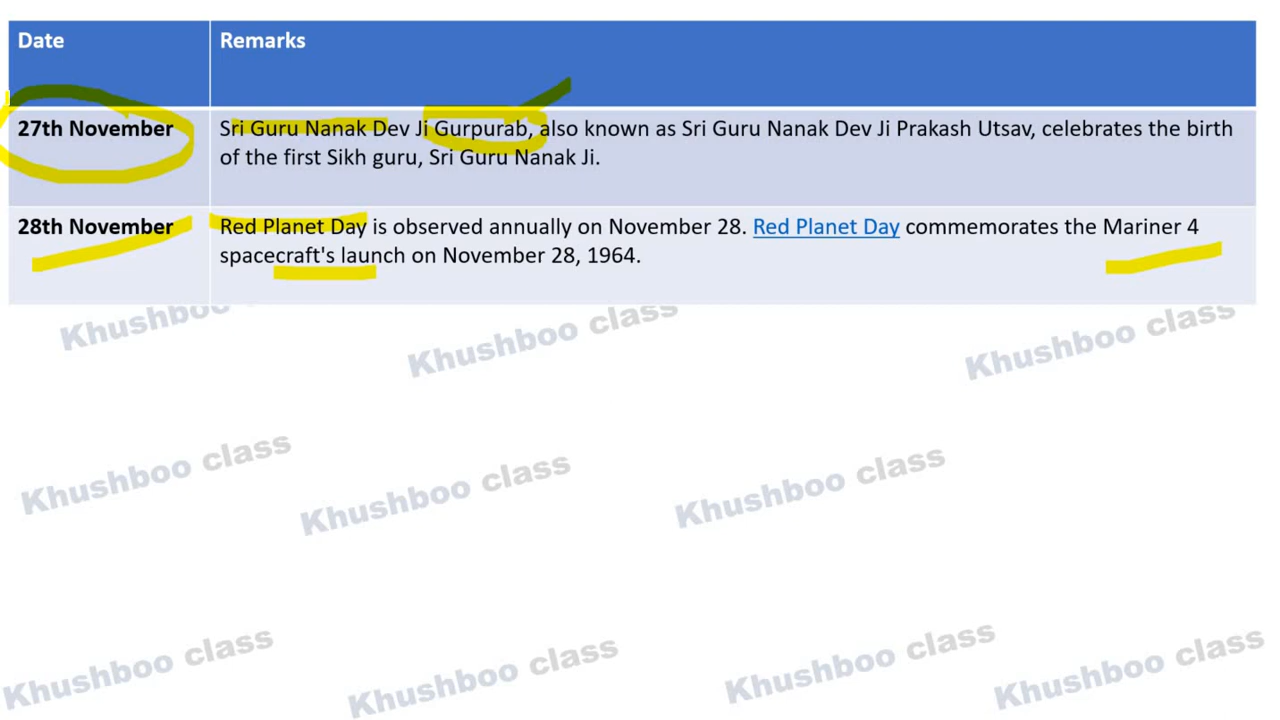 Date Remarks
27th November Sri Guru Nanak Dev Ji Gurpurab, also known as Sri Guru Nanak Dev Ji Prakash Utsav, celebrates the birth
of the first Sikh guru, Sri Guru Nanak Ji.
28th November Red Planet Day is observed annually on November 28. Red Planet Day commemorates the Mariner 4
spacecraft's launch on November 28, 1964.
Khushboo class
Khushboo class
Khushboo class
Khushboo class
Khushboo class
Khushboo class
Khushboo class
Khushboo class
Khushboo class
Khushboo class